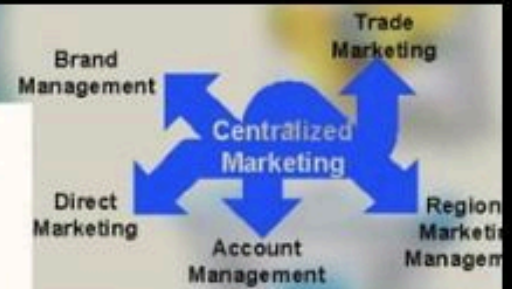 Trade
Marketing
Brand
Management
Centralized
Marketing
Direct
Marketing
Account
Management